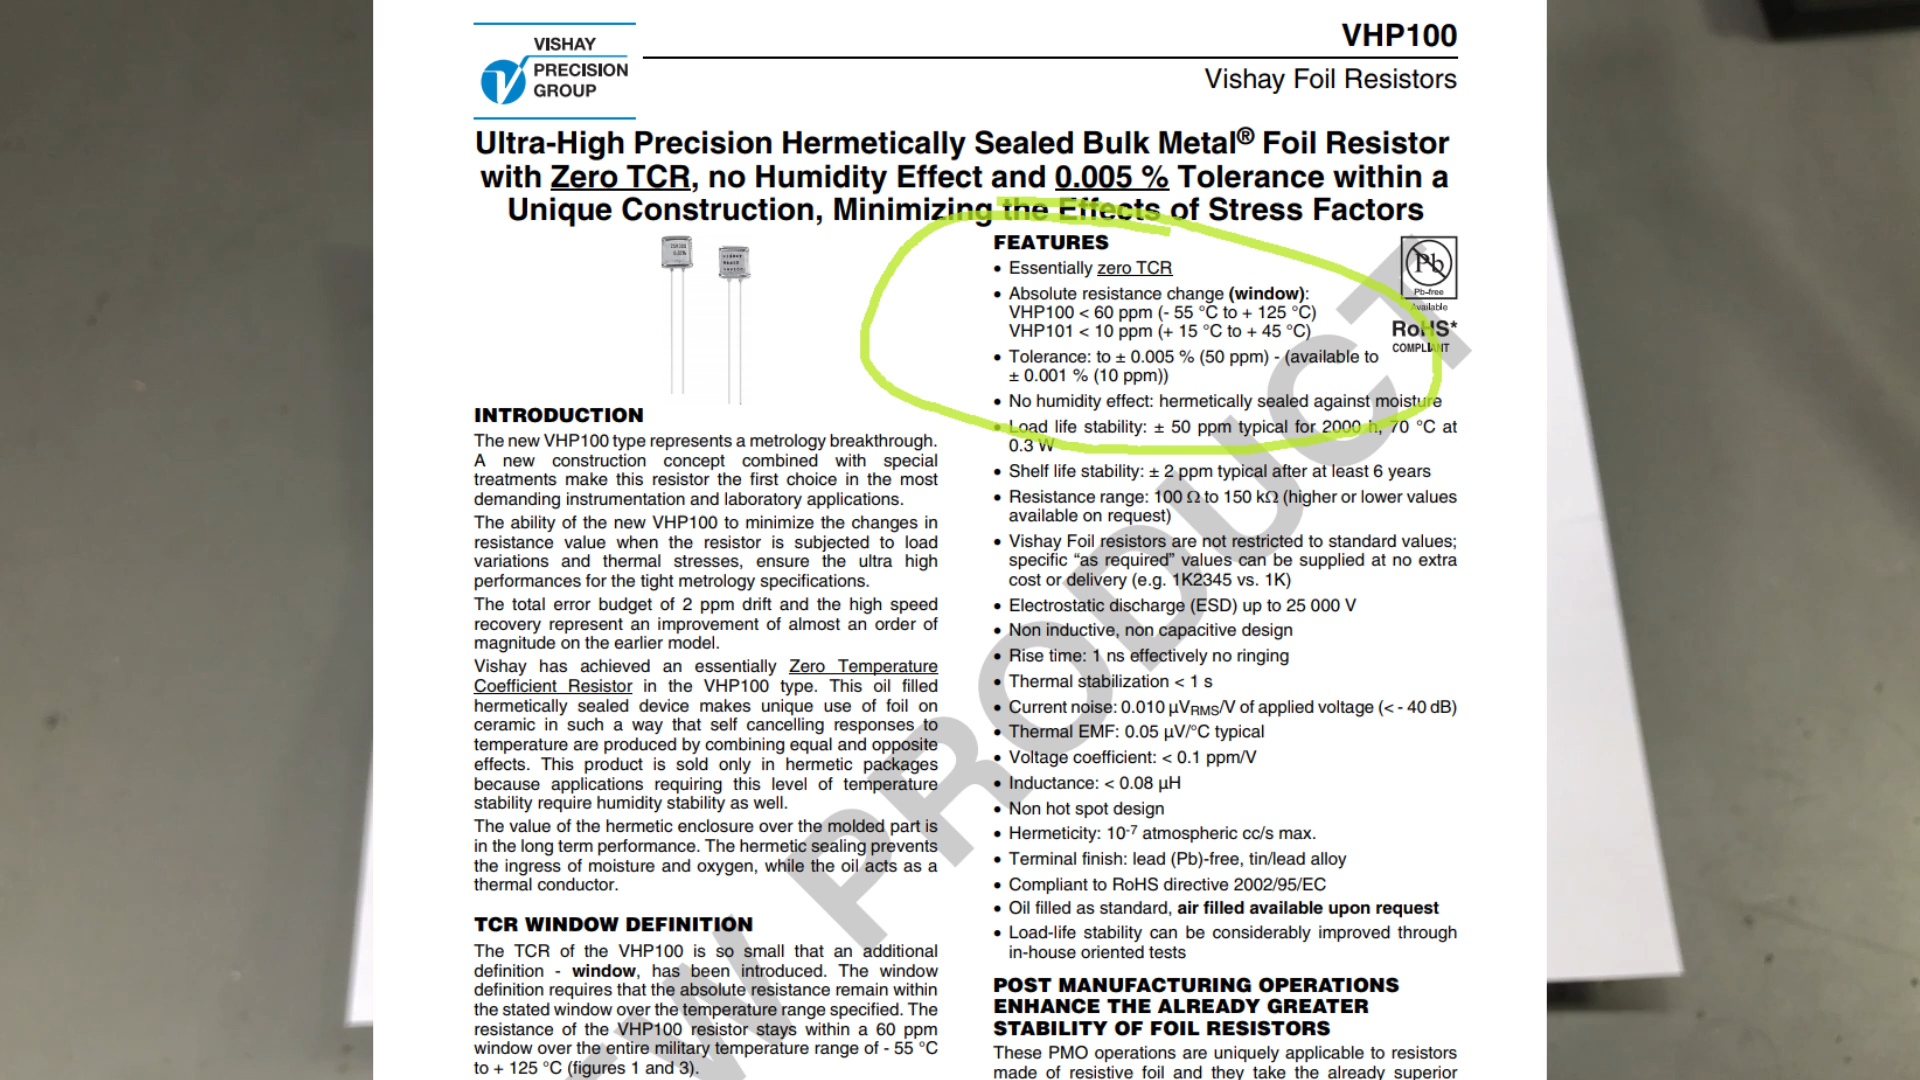 VISHAY
PRECISION
GROUP
VHP100
Vishay Foil Resistors
Ultra-High Precision Hermetically Sealed Bulk Metal® Foil Resistor
with Zero TCR, no Humidity Effect and 0.005 % Tolerance within a
Unique Construction, Minimizing the Effects of Stress Factors
INTRODUCTION
The new VHP100 type represents a metrology breakthrough.
A new construction concept combined with special
treatments make this resistor the first choice in the most
demanding instrumentation and laboratory applications.
The ability of the new VHP100 to minimize the changes in
resistance value when the resistor is subjected to load
variations and thermal stresses, ensure the ultra high
performances for the tight metrology specifications.
The total error budget of 2 ppm drift and the high speed
recovery represent an improvement of almost an order of
magnitude on the earlier model.
Vishay has achieved an essentially Zero Temperature
Coefficient Resistor in the VHP100 type. This oil filled
hermetically sealed device makes unique use of foil on
ceramic in such a way that self cancelling responses to
temperature are produced by combining equal and opposite
effects. This product is sold only in hermetic packages
because applications requiring this level of temperature
stability require humidity stability as well.
The value of the hermetic enclosure over the molded part is
in the long term performance. The hermetic sealing prevents
the ingress of moisture and oxygen, while the oil acts as a
thermal conductor.
TCR WINDOW DEFINITION
The TCR of the VHP100 is so small that an additional
definition - window, has been introduced. The window
definition requires that the absolute resistance remain within
the stated window over the temperature range specified. The
resistance of the VHP100 resistor stays within a 60 ppm
window over the entire military temperature range of - 55 °C
to + 125 °C (figures 1 and 3).
FEATURES
• Essentially zero TCR
• Absolute resistance change (window):
VHP100 < 60 ppm (- 55 °C to + 125 °C)
VHP101 < 10 ppm (+ 15 °C to + 45 °C)
• Tolerance: to ± 0.005 % (50 ppm) - (available to
± 0.001 % (10 ppm))
• No humidity effect: hermetically sealed against moisture
• Load life stability: ± 50 ppm typical for 2000 h, 70 °C at
0.3 W
• Shelf life stability: ± 2 ppm typical after at least 6 years
• Resistance range: 100 Ω to 150 kΩ (higher or lower values
available on request)
• Vishay Foil resistors are not restricted to standard values;
specific “as required” values can be supplied at no extra
cost or delivery (e.g. 1K2345 vs. 1K)
• Electrostatic discharge (ESD) up to 25 000 V
• Non inductive, non capacitive design
• Rise time: 1 ns effectively no ringing
• Thermal stabilization < 1 s
• Current noise: 0.010 µVRMS/V of applied voltage (< - 40 dB)
• Thermal EMF: 0.05 µV/°C typical
• Voltage coefficient: < 0.1 ppm/V
• Inductance: < 0.08 µH
• Non hot spot design
• Hermeticity: 10-7 atmospheric cc/s max.
• Terminal finish: lead (Pb)-free, tin/lead alloy
• Compliant to RoHS directive 2002/95/EC
• Oil filled as standard, air filled available upon request
• Load-life stability can be considerably improved through
in-house oriented tests
POST MANUFACTURING OPERATIONS
ENHANCE THE ALREADY GREATER
STABILITY OF FOIL RESISTORS
These PMO operations are uniquely applicable to resistors
made of resistive foil and they take the already superior
Pb
Pb-free
Available
RoHS*
COMPLIANT
W PRODUCT